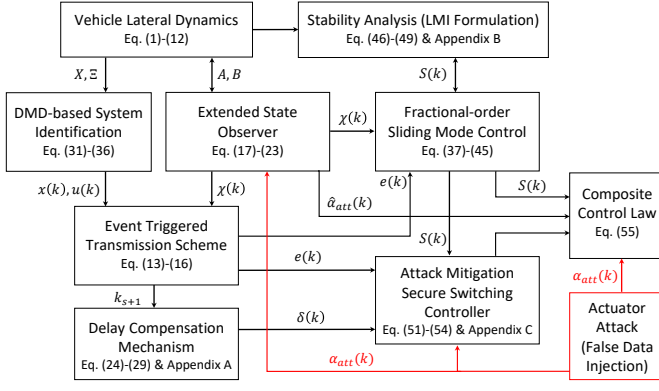 Vehicle Lateral Dynamics
Eq. (1)-(12)
Stability Analysis (LMI Formulation)
Eq. (46)-(49) & Appendix B
X, Ξ
A, B
S(k)
DMD-based System
Identification
Eq. (31)-(36)
Extended State
Observer
Eq. (17)-(23)
χ(k)
Fractional-order
Sliding Mode Control
Eq. (37)-(45)
x(k), u(k)
χ(k)
e(k)
α̂_att(k)
S(k)
S(k)
Composite
Control Law
Eq. (55)
Event Triggered
Transmission Scheme
Eq. (13)-(16)
e(k)
Attack Mitigation
Secure Switching
Controller
Eq. (51)-(54) & Appendix C
α_att(k)
k_{s+1}
Delay Compensation
Mechanism
Eq. (24)-(29) & Appendix A
δ(k)
α_att(k)
Actuator
Attack
(False Data
Injection)